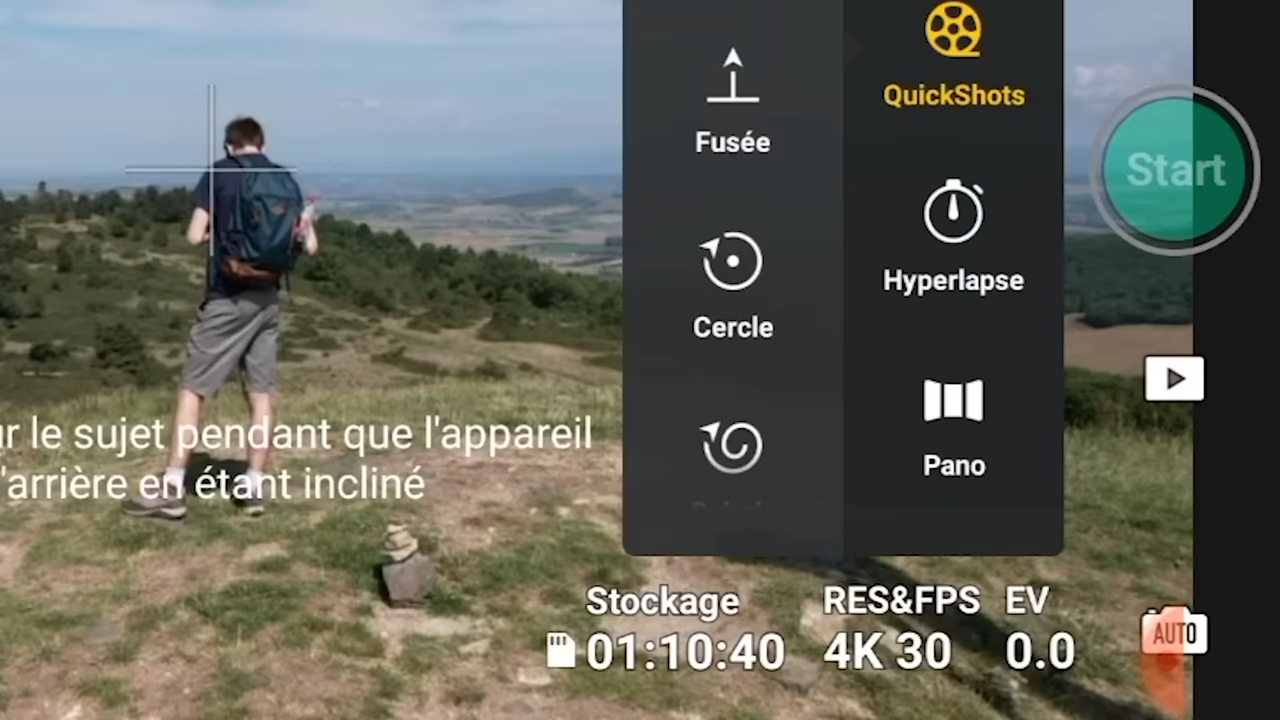 Fusée
QuickShots
Start
Cercle
Hyperlapse
Pano
r le sujet pendant que l'appareil
'arrière en étant incliné
Stockage
RES&FPS
EV
01:10:40
4K 30
0.0
AUTO